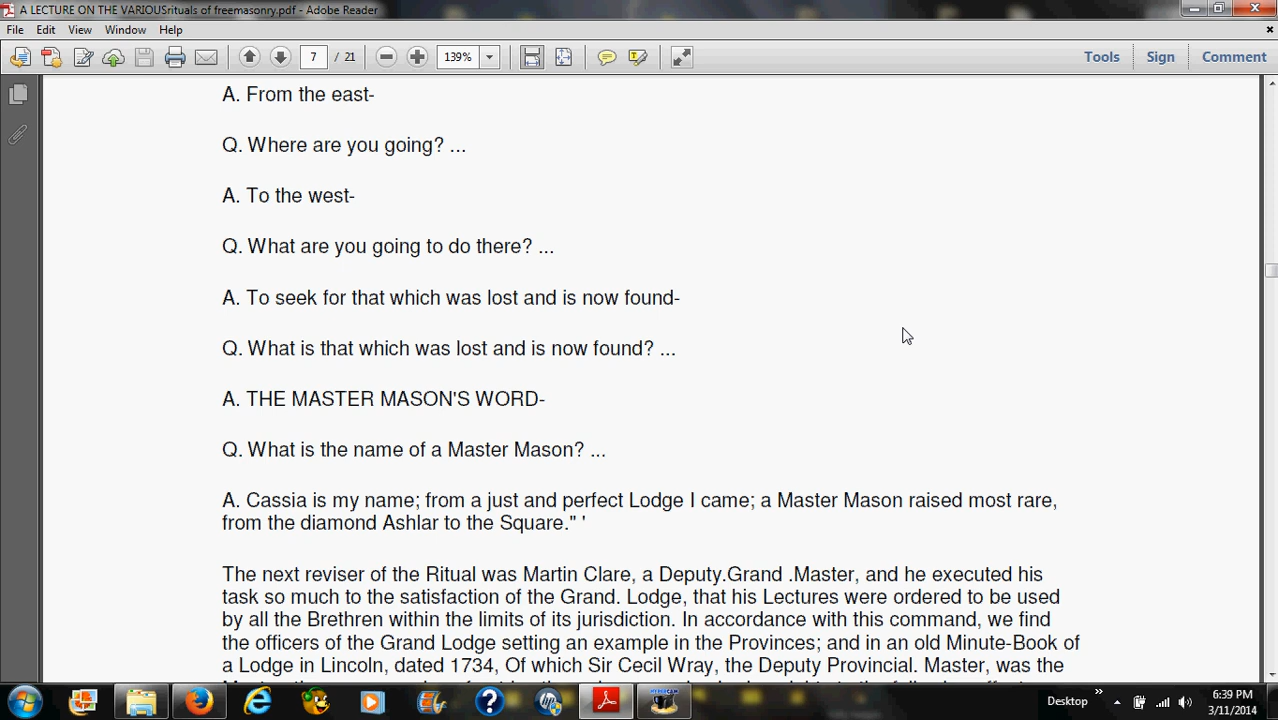 A LECTURE ON THE VARIOUSrituals of freemasonry.pdf - Adobe Reader
File Edit View Window Help
7 / 21 139% Tools Sign Comment
A. From the east-
Q. Where are you going? ...
A. To the west-
Q. What are you going to do there? ...
A. To seek for that which was lost and is now found-
Q. What is that which was lost and is now found? ...
A. THE MASTER MASON'S WORD-
Q. What is the name of a Master Mason? ...
A. Cassia is my name; from a just and perfect Lodge I came; a Master Mason raised most rare,
from the diamond Ashlar to the Square." '
The next reviser of the Ritual was Martin Clare, a Deputy.Grand .Master, and he executed his
task so much to the satisfaction of the Grand. Lodge, that his Lectures were ordered to be used
by all the Brethren within the limits of its jurisdiction. In accordance with this command, we find
the officers of the Grand Lodge setting an example in the Provinces; and in an old Minute-Book of
a Lodge in Lincoln, dated 1734, Of which Sir Cecil Wray, the Deputy Provincial. Master, was the
Desktop
6:39 PM
3/11/2014